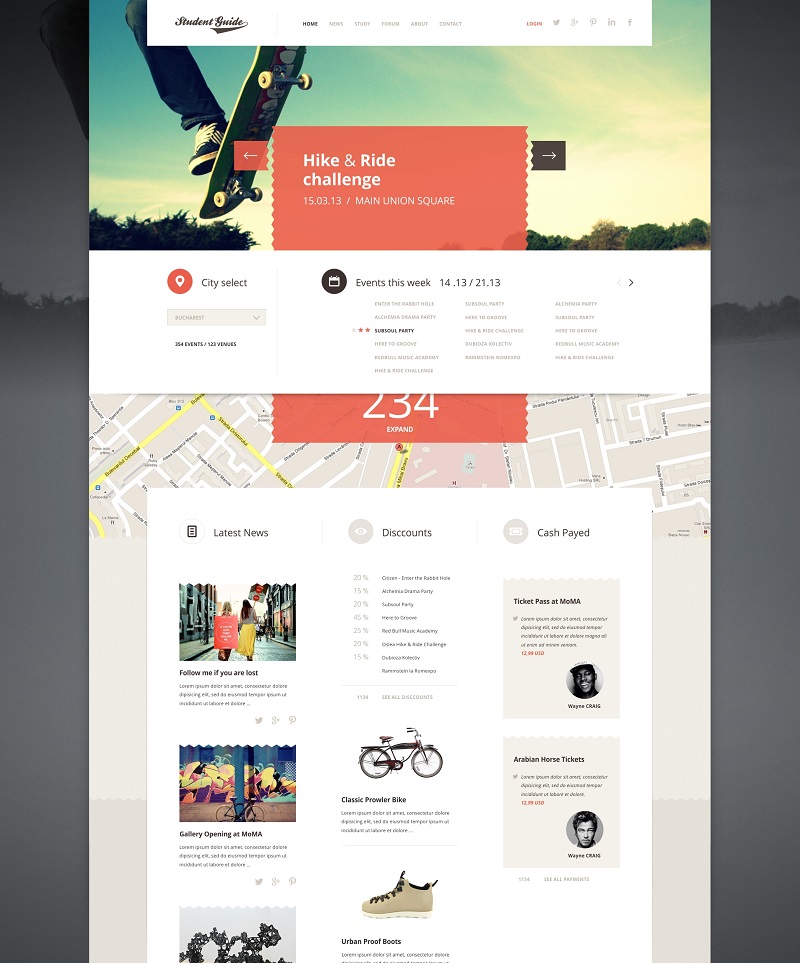 Student Guide
HOME NEWS STUDY FORUM ABOUT CONTACT
LOGIN
Hike & Ride
challenge
15.03.13 / MAIN UNION SQUARE
City select
BUCHAREST
354 EVENTS / 123 VENUES
Events this week 14 .13 / 21.13
ENTER THE RABBIT HOLE
ALCHEMIA DRAMA PARTY
SUBSOUL PARTY
HERE TO GROOVE
REDBULL MUSIC ACADEMY
HIKE & RIDE CHALLENGE
SUBSOUL PARTY
HERE TO GROOVE
HIKE & RIDE CHALLENGE
DUBIOZA KOLECTIV
RAMMSTEIN ROMEXPO
ALCHEMIA PARTY
SUBSOUL PARTY
HERE TO GROOVE
REDBULL MUSIC ACADEMY
HIKE & RIDE CHALLENGE
234
EXPAND
Latest News
Follow me if you are lost
Lorem ipsum dolor sit amet, consectetur dolore
dipisicing elit, sed do eiusmod tempor
incididunt ut labore et dolore ...
Gallery Opening at MoMA
Lorem ipsum dolor sit amet, consectetur dolore
dipisicing elit, sed do eiusmod tempor
incididunt ut labore et dolore ...
Disccounts
20 % Citizen - Enter the Rabbit Hole
15 % Alchemiui Drama Party
20 % Subsoul Party
45 % Here to Groove
25 % Red Bull Music Academy
20 % Ostea Hike & Ride Challenge
15 % Dubioza Kolectiv
Rammstein la Romexpo
1134 SEE ALL DISCCOUNTS
Classic Prowler Bike
Lorem ipsum dolor sit amet, consectetur dolore
dipisicing elit, sed do eiusmod tempor
incididunt ut labore et dolore ...
Urban Proof Boots
Lorem ipsum dolor sit amet, consectetur dolore
Cash Payed
Ticket Pass at MoMA
Lorem ipsum dolor sit amet, consectetur
dipisicing elit, sed do eiusmod tempor
incididunt ut labore et dolore magna ali
ut enim ad minim veniam.
12,99 USD
Wayne CRAIG
Arabian Horse Tickets
Lorem ipsum dolor sit amet, consectetur
dipisicing elit, sed do eiusmod tempor
incididunt ut labore et dolore.
12,99 USD
Wayne CRAIG
1134 SEE ALL PAYMENTS